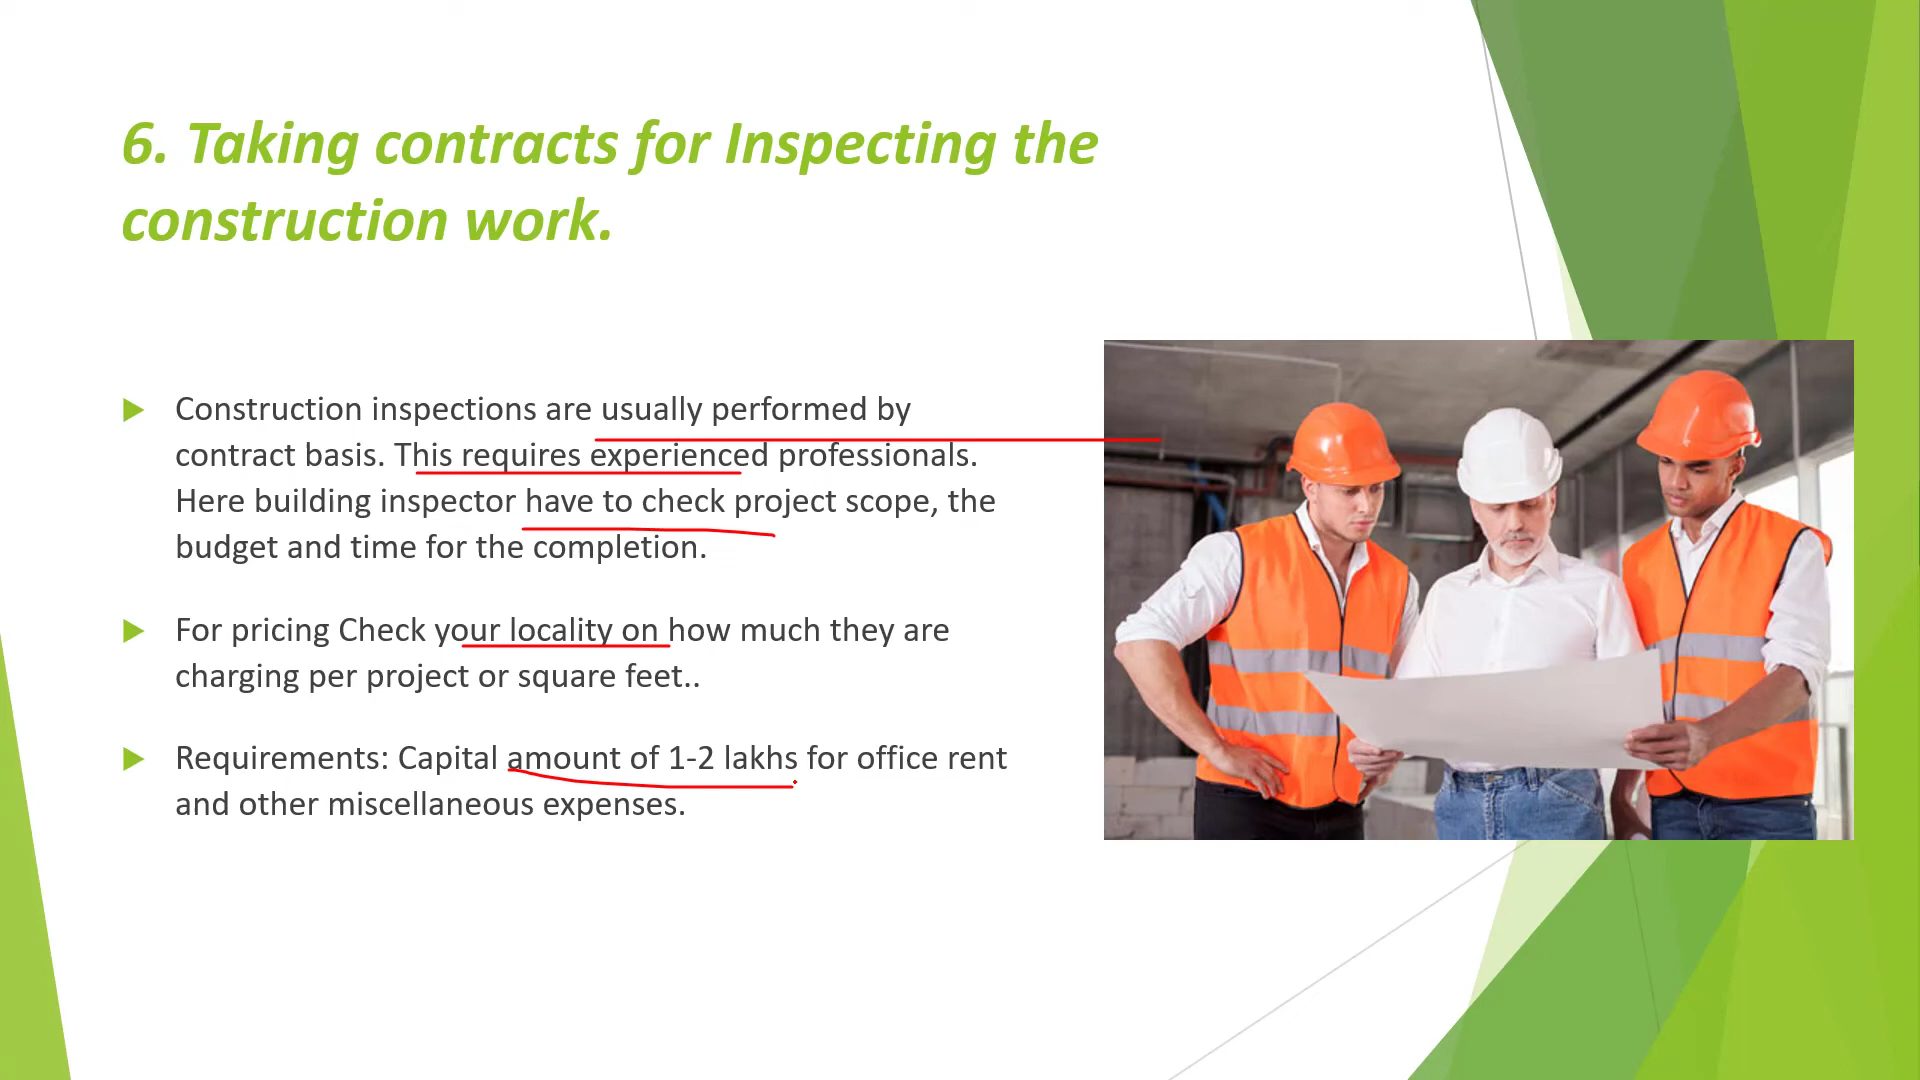 6. Taking contracts for Inspecting the
construction work.
Construction inspections are usually performed by
contract basis. This requires experienced professionals.
Here building inspector have to check project scope, the
budget and time for the completion.
For pricing Check your locality on how much they are
charging per project or square feet..
Requirements: Capital amount of 1-2 lakhs for office rent
and other miscellaneous expenses.